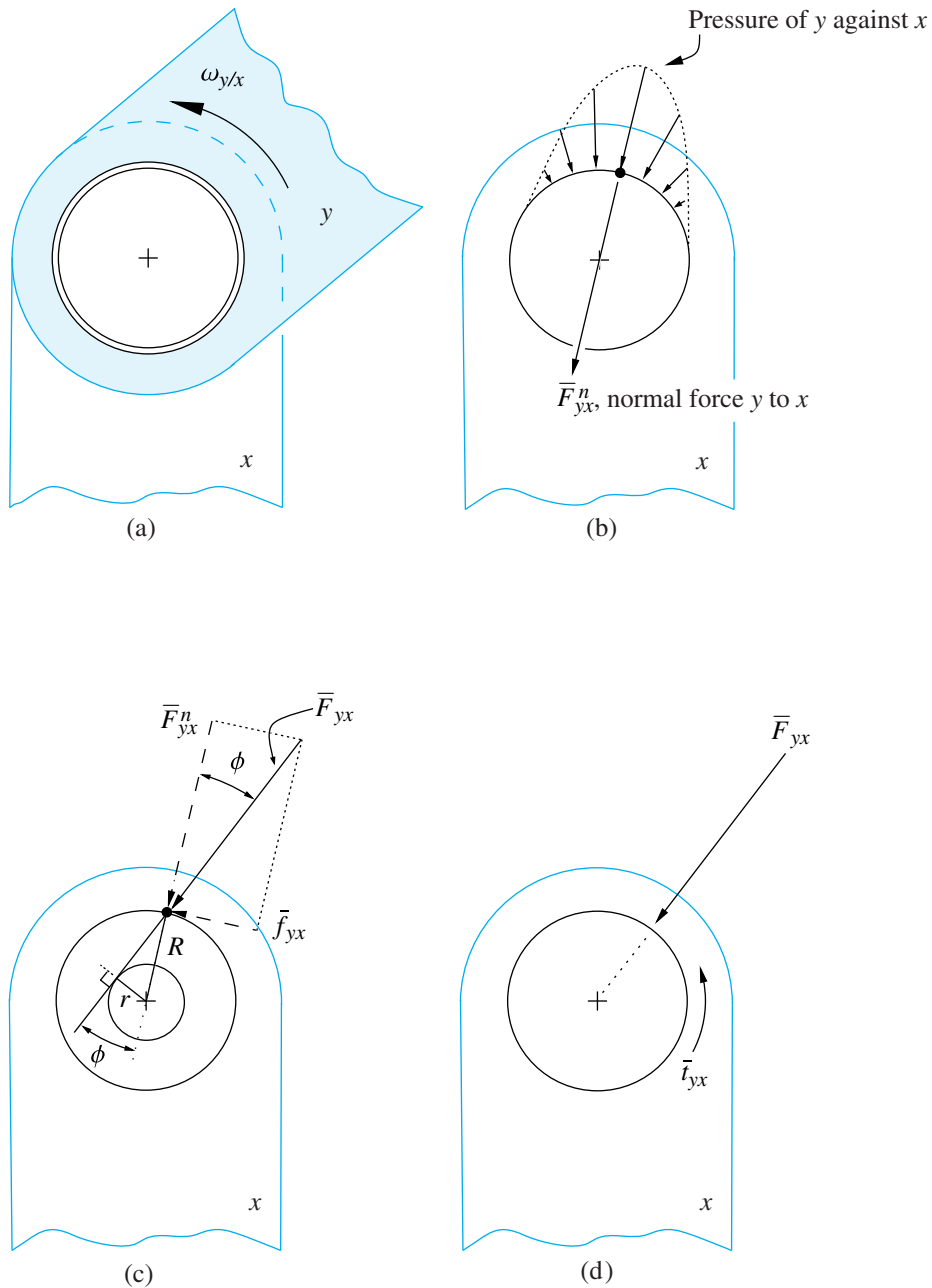 Pressure of y against x
ω_{y/x}
y
x
(a)
F̅ⁿ_{yx}, normal force y to x
x
(b)
F̅ⁿ_{yx}
F̅_{yx}
ϕ
f̅_{yx}
R
r
ϕ
x
(c)
F̅_{yx}
t̅_{yx}
x
(d)